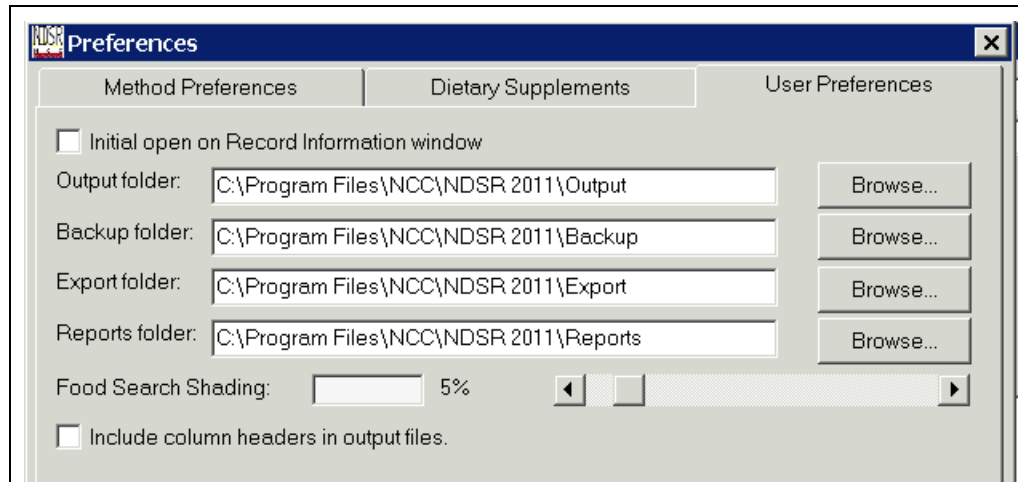 NDSR Preferences
Method Preferences Dietary Supplements User Preferences
Initial open on Record Information window
Output folder: C:\Program Files\NCC\NDSR 2011\Output Browse...
Backup folder: C:\Program Files\NCC\NDSR 2011\Backup Browse...
Export folder: C:\Program Files\NCC\NDSR 2011\Export Browse...
Reports folder: C:\Program Files\NCC\NDSR 2011\Reports Browse...
Food Search Shading: 5%
Include column headers in output files.